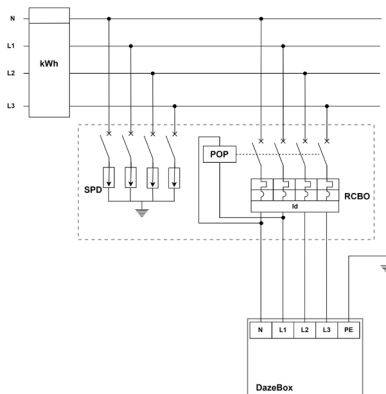 N
L1
kWh
L2
L3
POP
SPD
RCBO
Id
N L1 L2 L3 PE
DazeBox